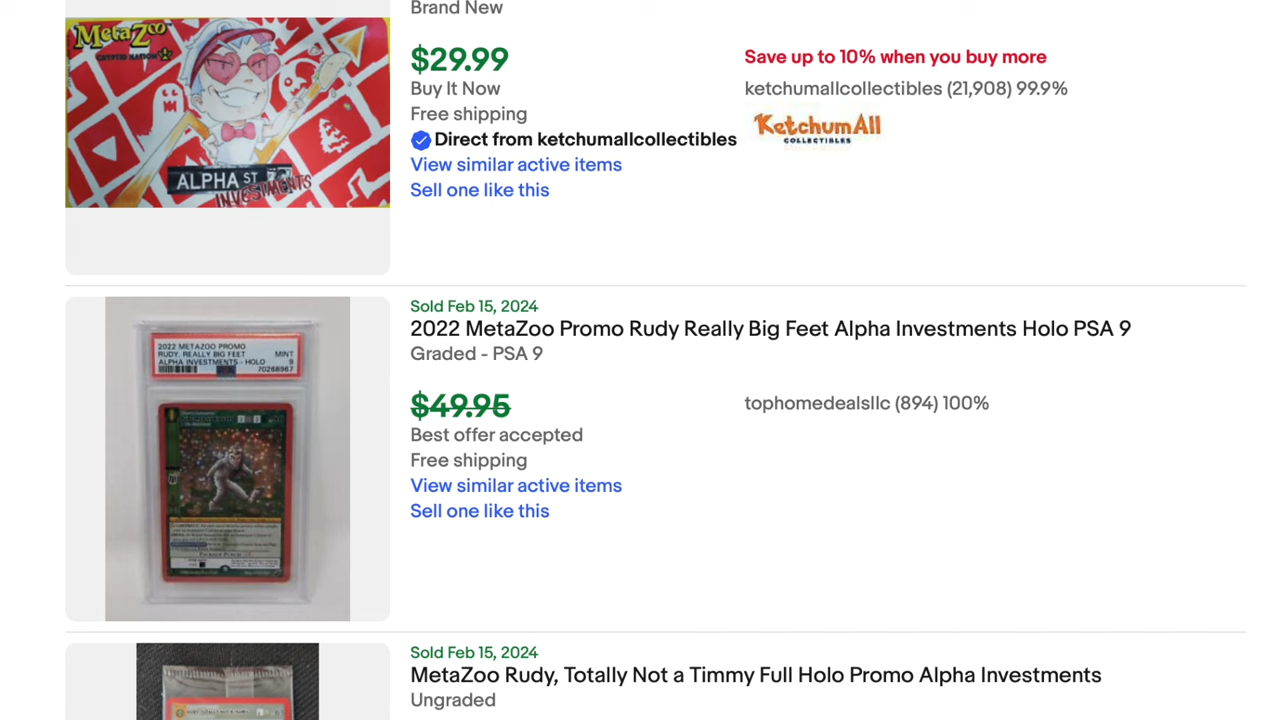 Brand New
MetaZoo
CRYPTID NATION
ALPHA ST
INVESTMENTS
$29.99
Buy It Now
Free shipping
Direct from ketchumallcollectibles
View similar active items
Sell one like this
Save up to 10% when you buy more
ketchumallcollectibles (21,908) 99.9%
KetchumAll
COLLECTIBLES
2022 METAZOO PROMO
RUDY, REALLY BIG FEET MINT
ALPHA INVESTMENTS - HOLO 9
70268967
Sold Feb 15, 2024
2022 MetaZoo Promo Rudy Really Big Feet Alpha Investments Holo PSA 9
Graded - PSA 9
$49.95
Best offer accepted
Free shipping
View similar active items
Sell one like this
tophomedealsllc (894) 100%
Sold Feb 15, 2024
MetaZoo Rudy, Totally Not a Timmy Full Holo Promo Alpha Investments
Ungraded